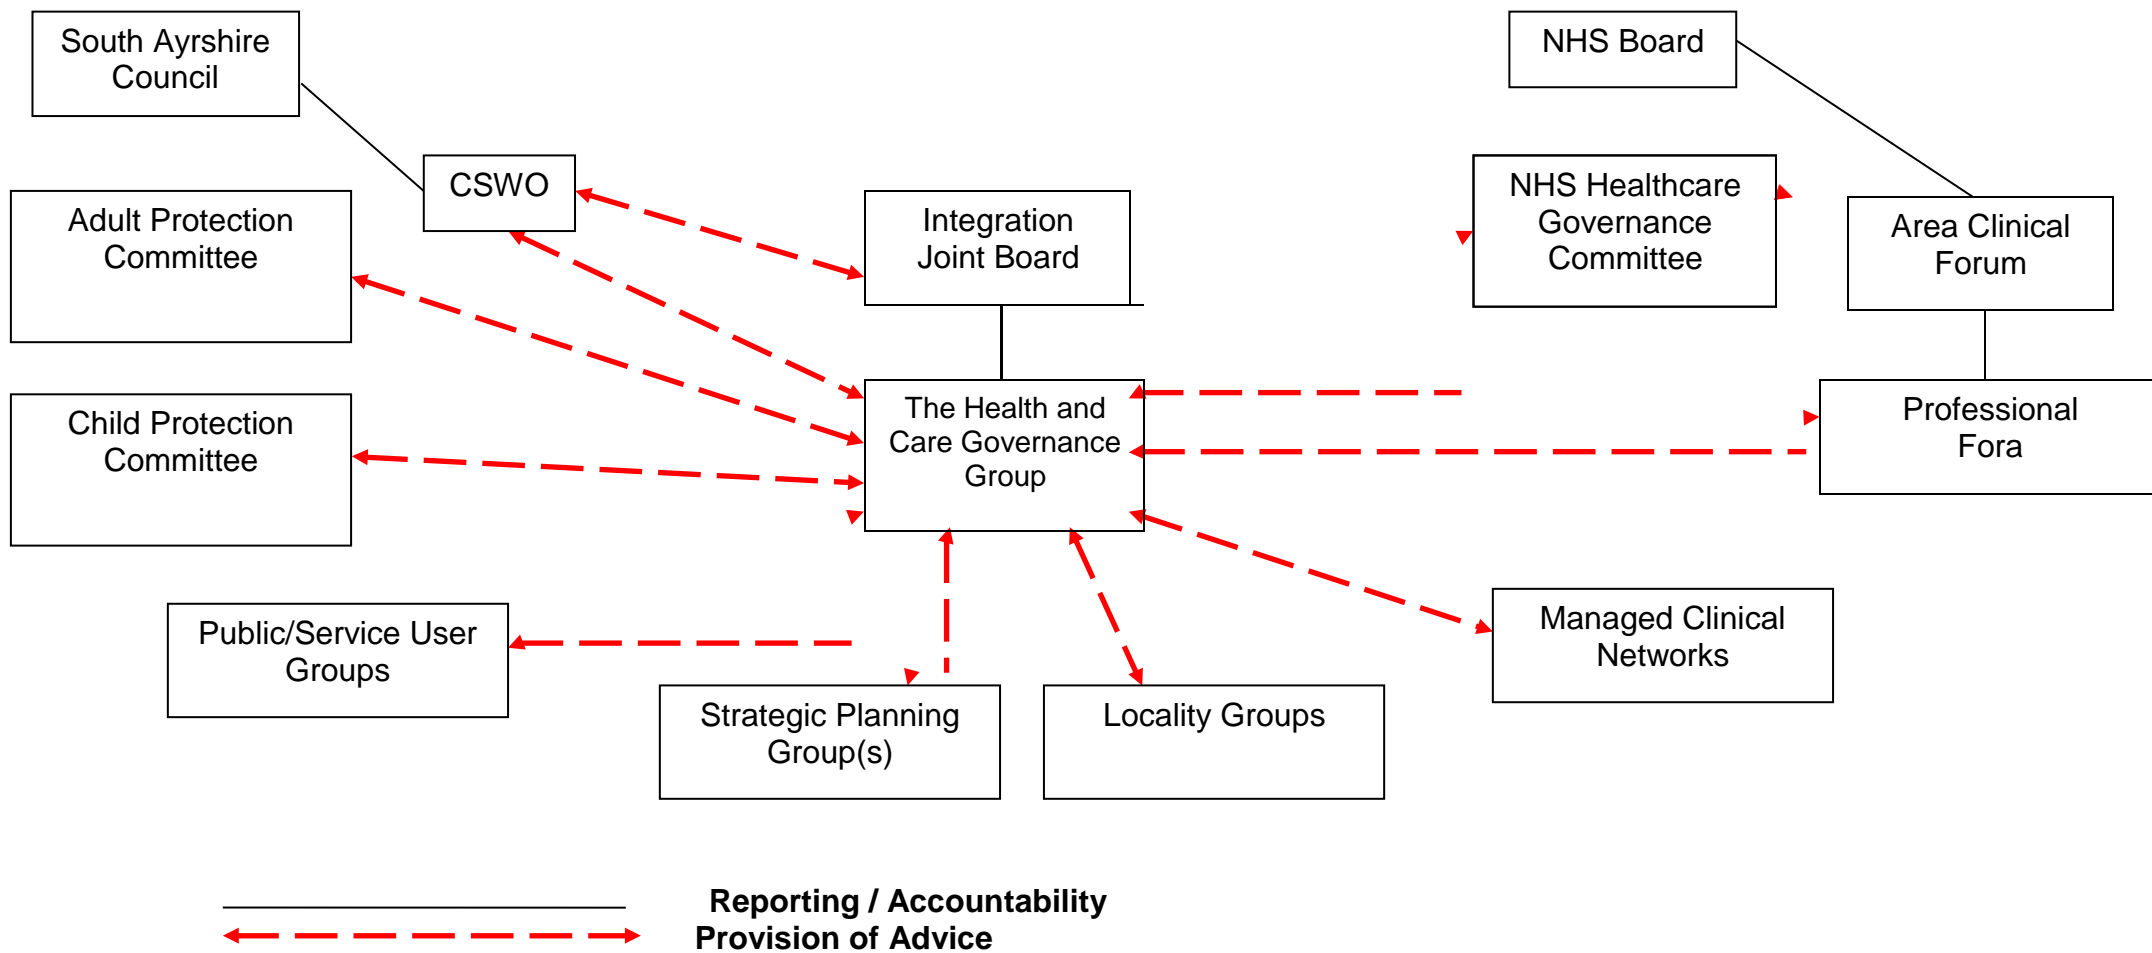 South Ayrshire
Council
NHS Board
CSWO
Adult Protection
Committee
Integration
Joint Board
NHS Healthcare
Governance
Committee
Area Clinical
Forum
Child Protection
Committee
The Health and
Care Governance
Group
Professional
Fora
Public/Service User
Groups
Strategic Planning
Group(s)
Locality Groups
Managed Clinical
Networks
Reporting / Accountability
Provision of Advice